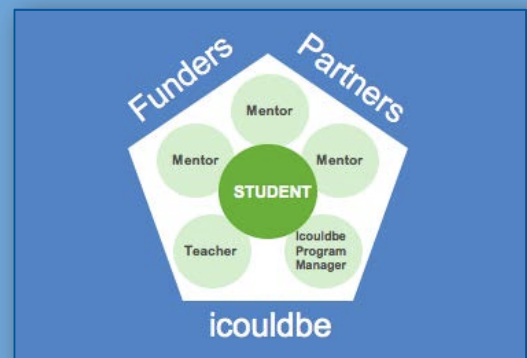 Funders
Partners
Mentor
Mentor
Mentor
STUDENT
Teacher
Icouldbe
Program
Manager
icouldbe